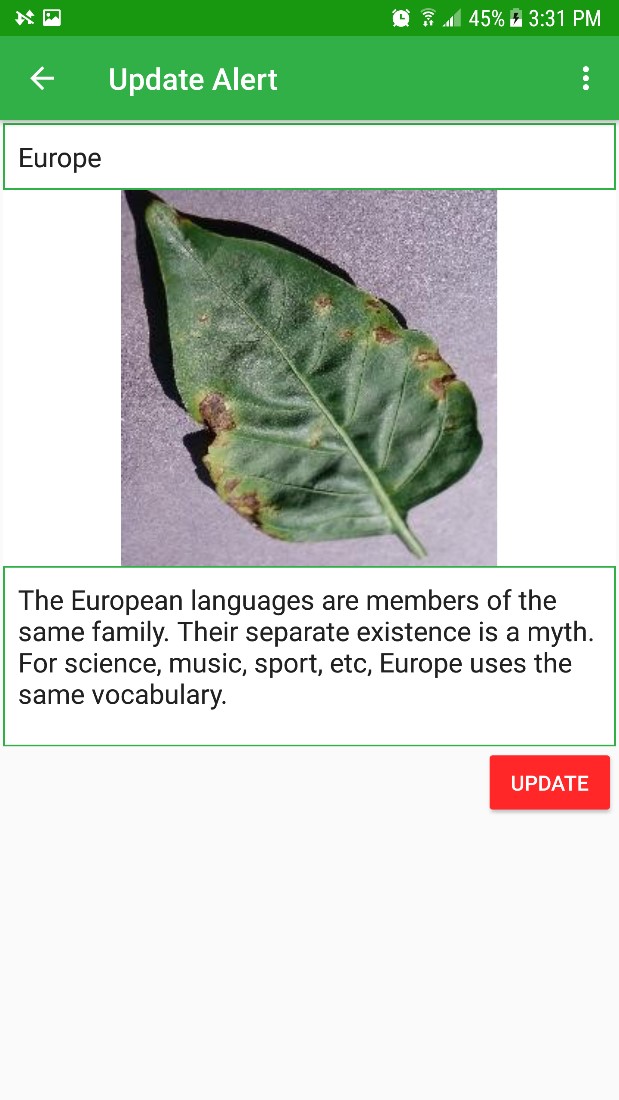 45% 3:31 PM
Update Alert
Europe
The European languages are members of the
same family. Their separate existence is a myth.
For science, music, sport, etc, Europe uses the
same vocabulary.
UPDATE